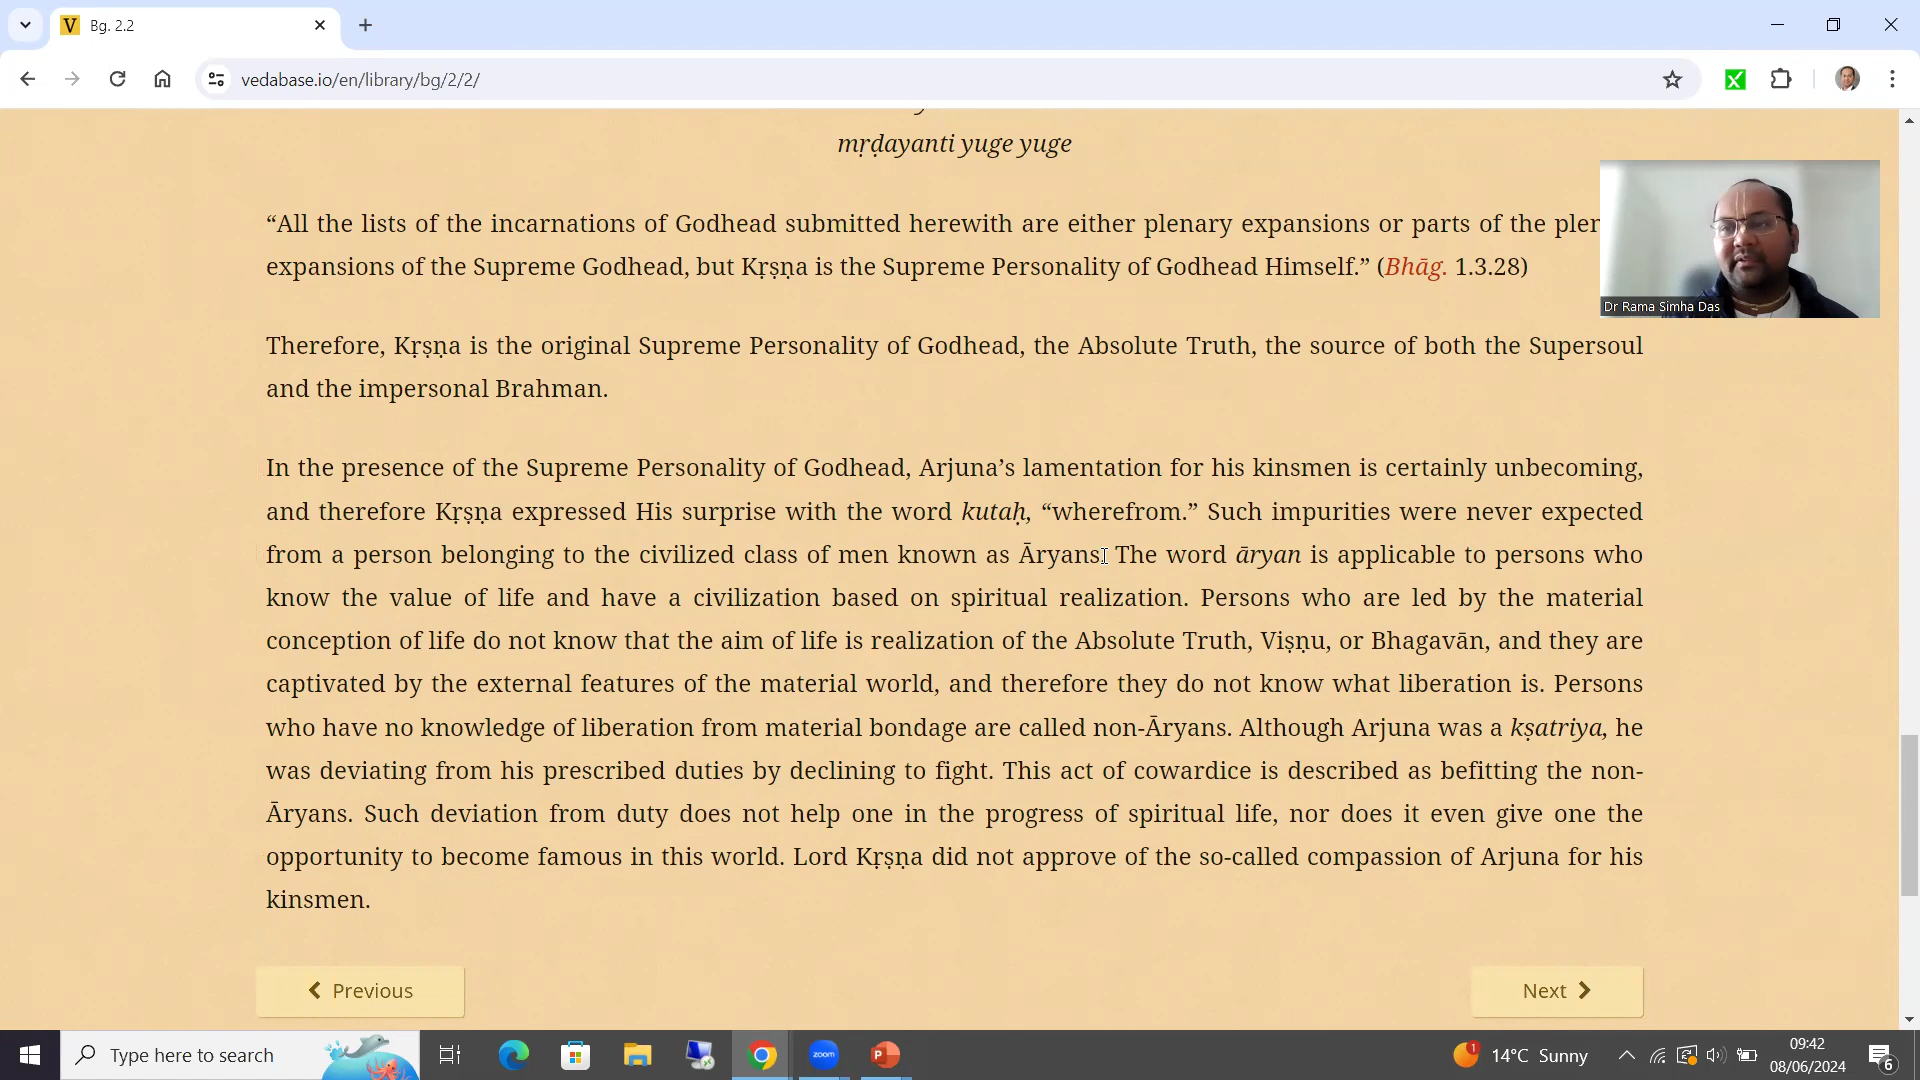 Bg. 2.2
vedabase.io/en/library/bg/2/2/
mṛḍayanti yuge yuge
“All the lists of the incarnations of Godhead submitted herewith are either plenary expansions or parts of the
expansions of the Supreme Godhead, but Kṛṣṇa is the Supreme Personality of Godhead Himself.” (Bhāg. 1.3.28)
Dr Rama Simha Das
Therefore, Kṛṣṇa is the original Supreme Personality of Godhead, the Absolute Truth, the source of both the Supersoul
and the impersonal Brahman.
In the presence of the Supreme Personality of Godhead, Arjuna’s lamentation for his kinsmen is certainly unbecoming,
and therefore Kṛṣṇa expressed His surprise with the word kutaḥ, “wherefrom.” Such impurities were never expected
from a person belonging to the civilized class of men known as Āryans. The word āryan is applicable to persons who
know the value of life and have a civilization based on spiritual realization. Persons who are led by the material
conception of life do not know that the aim of life is realization of the Absolute Truth, Viṣṇu, or Bhagavān, and they are
captivated by the external features of the material world, and therefore they do not know what liberation is. Persons
who have no knowledge of liberation from material bondage are called non-Āryans. Although Arjuna was a kṣatriya, he
was deviating from his prescribed duties by declining to fight. This act of cowardice is described as befitting the non-
Āryans. Such deviation from duty does not help one in the progress of spiritual life, nor does it even give one the
opportunity to become famous in this world. Lord Kṛṣṇa did not approve of the so-called compassion of Arjuna for his
kinsmen.
Previous
Next
Type here to search
zoom
1
14°C Sunny
09:42
08/06/2024
6